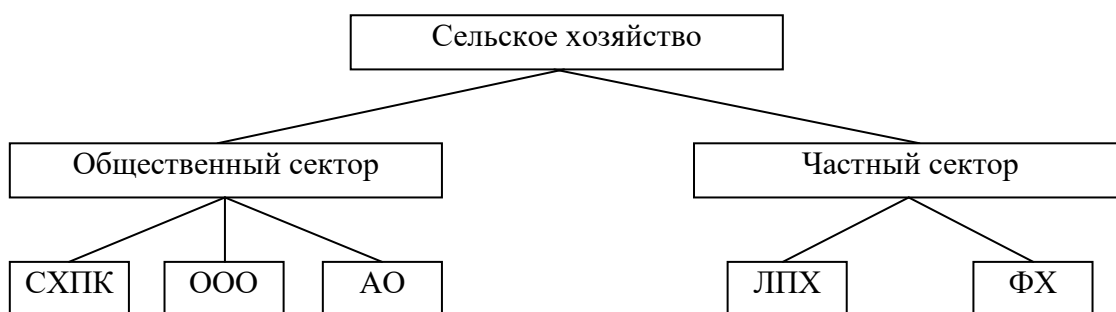 Сельское хозяйство
Общественный сектор
Частный сектор
СХПК
ООО
АО
ЛПХ
ФХ